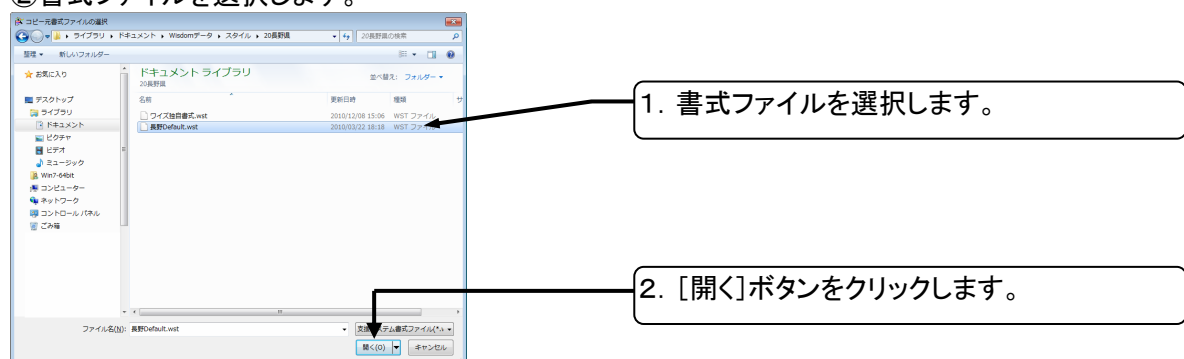 ②書式ファイルを選択します。
コピー元書式ファイルの選択
ライブラリ ▸ ドキュメント ▸ Wisdomデータ ▸ スタイル ▸ 20長野県
20長野県の検索
整理 ▼ 新しいフォルダー
お気に入り
デスクトップ
ライブラリ
ドキュメント
ピクチャ
ビデオ
ミュージック
Win7-64bit
コンピューター
ネットワーク
コントロール パネル
ごみ箱
ドキュメント ライブラリ
20長野県
並べ替え: フォルダー ▼
名前 更新日時 種類 サ
ワイズ独自書式.wst 2010/12/08 15:06 WST ファイル
長野Default.wst 2010/03/22 18:18 WST ファイル
ファイル名(N): 長野Default.wst
支援システム書式ファイル(*.
開く(O) キャンセル
1. 書式ファイルを選択します。
2. [開く]ボタンをクリックします。